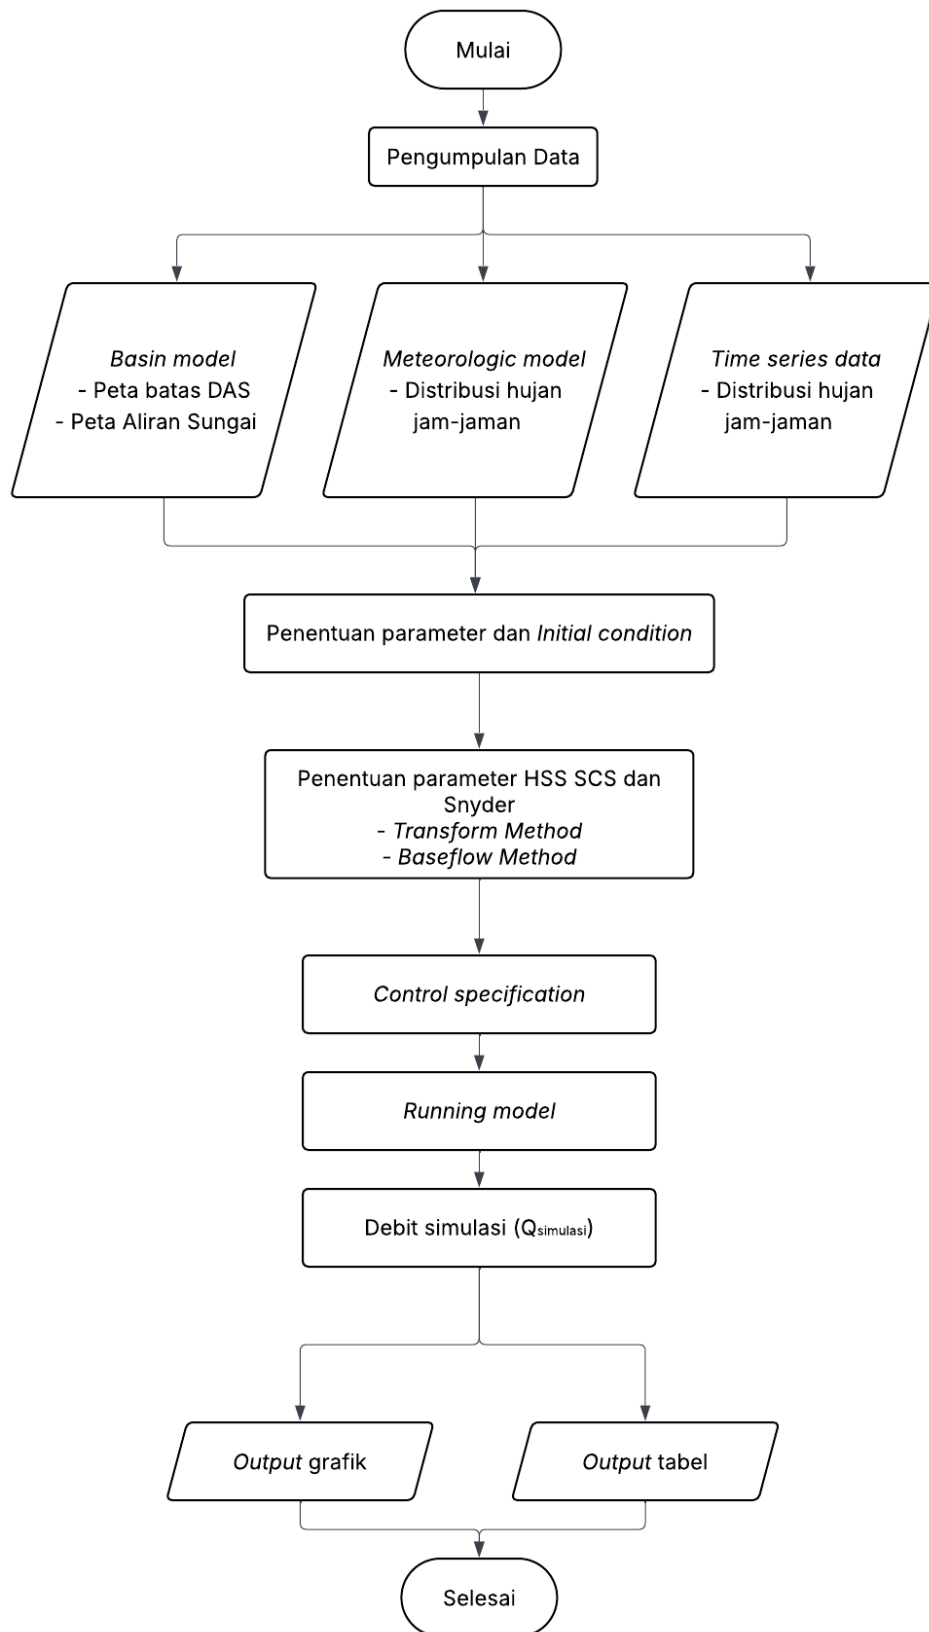 Mulai
Pengumpulan Data
Basin model
- Peta batas DAS
- Peta Aliran Sungai
Meteorologic model
- Distribusi hujan
jam-jaman
Time series data
- Distribusi hujan
jam-jaman
Penentuan parameter dan Initial condition
Penentuan parameter HSS SCS dan
Snyder
- Transform Method
- Baseflow Method
Control specification
Running model
Debit simulasi (Qsimulasi)
Output grafik
Output tabel
Selesai